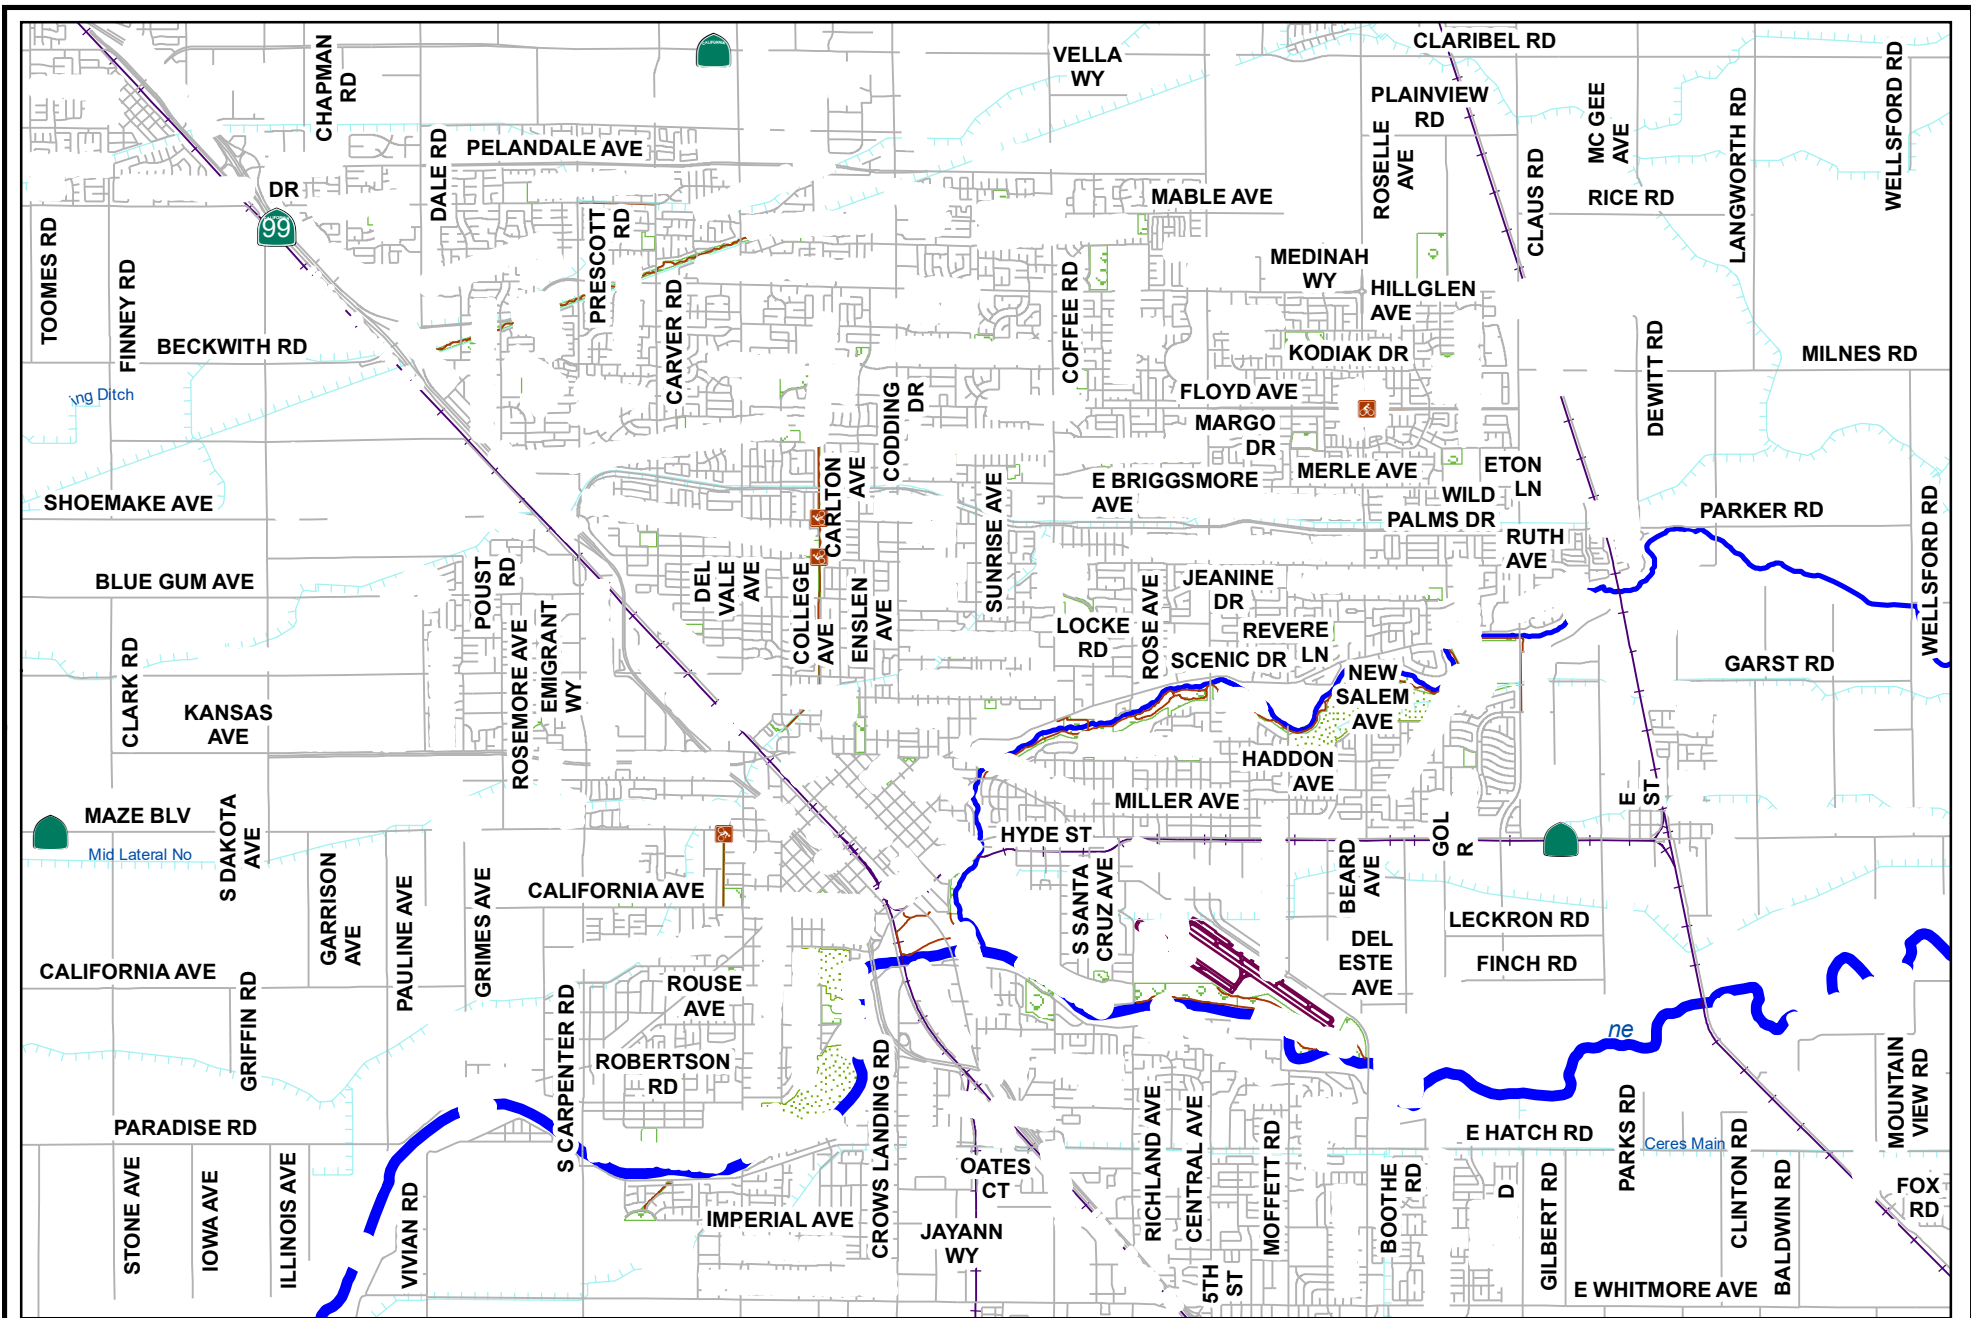 CLARIBEL RD
CHAPMAN
RD
CALIFORNIA
VELLA
WY
WELLSFORD RD
PLAINVIEW
RD
MC GEE
AVE
LANGWORTH RD
DALE RD
PELANDALE AVE
ROSELLE
AVE
CLAUS RD
DR
99
MABLE AVE
RICE RD
TOOMES RD
FINNEY RD
PRESCOTT
RD
CARVER RD
COFFEE RD
MEDINAH
WY
HILLGLEN
AVE
BECKWITH RD
KODIAK DR
DEWITT RD
MILNES RD
ing Ditch
CODDING
DR
FLOYD AVE
MARGO
DR
MERLE AVE
ETON
LN
SHOEMAKE AVE
CARLTON
AVE
SUNRISE AVE
E BRIGGSMORE
AVE
WILD
PALMS DR
PARKER RD
WELLSFORD RD
RUTH
AVE
BLUE GUM AVE
POUST
RD
DEL
VALE
AVE
COLLEGE
AVE
ENSLEN
AVE
JEANINE
DR
ROSE AVE
LOCKE
RD
REVERE
LN
SCENIC DR
NEW
SALEM
AVE
GARST RD
CLARK RD
KANSAS
AVE
ROSEMORE AVE
EMIGRANT
WY
HADDON
AVE
MILLER AVE
E
ST
MAZE BLV
S DAKOTA
AVE
Mid Lateral No
HYDE ST
GOL
R
BEARD
AVE
GARRISON
AVE
PAULINE AVE
GRIMES AVE
CALIFORNIA AVE
S SANTA
CRUZ AVE
LECKRON RD
DEL
ESTE
AVE
FINCH RD
CALIFORNIA AVE
GRIFFIN RD
S CARPENTER RD
ROUSE
AVE
ne
ROBERTSON
RD
CROWS LANDING RD
MOUNTAIN
VIEW RD
PARADISE RD
RICHLAND AVE
CENTRAL AVE
MOFFETT RD
E HATCH RD
PARKS RD
Ceres Main
CLINTON RD
STONE AVE
IOWA AVE
ILLINOIS AVE
VIVIAN RD
OATES
CT
BOOTHE
RD
D
GILBERT RD
BALDWIN RD
FOX
RD
IMPERIAL AVE
JAYANN
WY
5TH
ST
E WHITMORE AVE